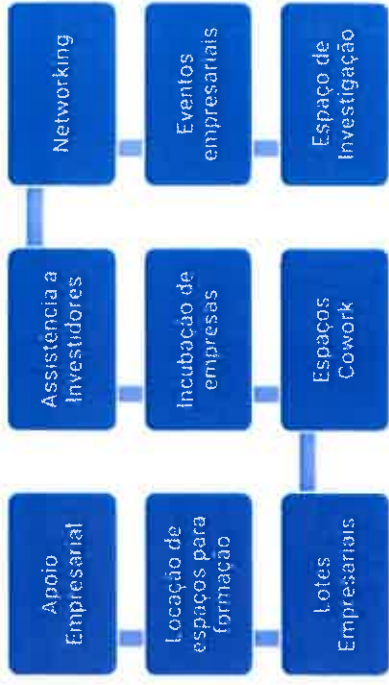 Apoio
Empresarial
Locação de
espaços para
formação
Lotes
Empresariais
Espaços
Cowork
Incubação de
empresas
Assistência a
Investidores
Networking
Eventos
empresariais
Espaço de
Investigação